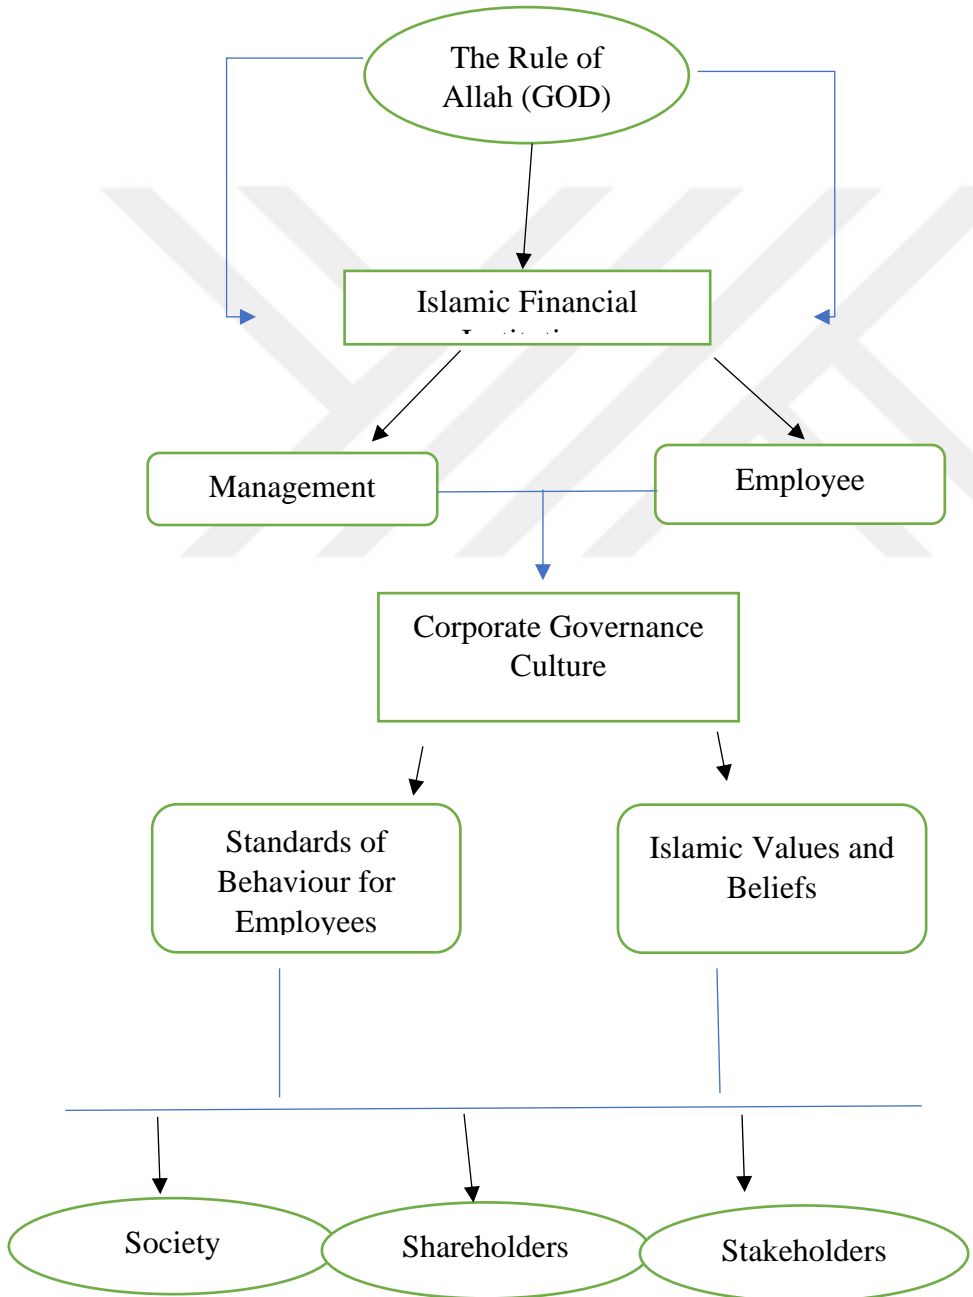 The Rule of
Allah (GOD)
Islamic Financial
Management
Employee
Corporate Governance
Culture
Standards of
Behaviour for
Employees
Islamic Values and
Beliefs
Society
Shareholders
Stakeholders